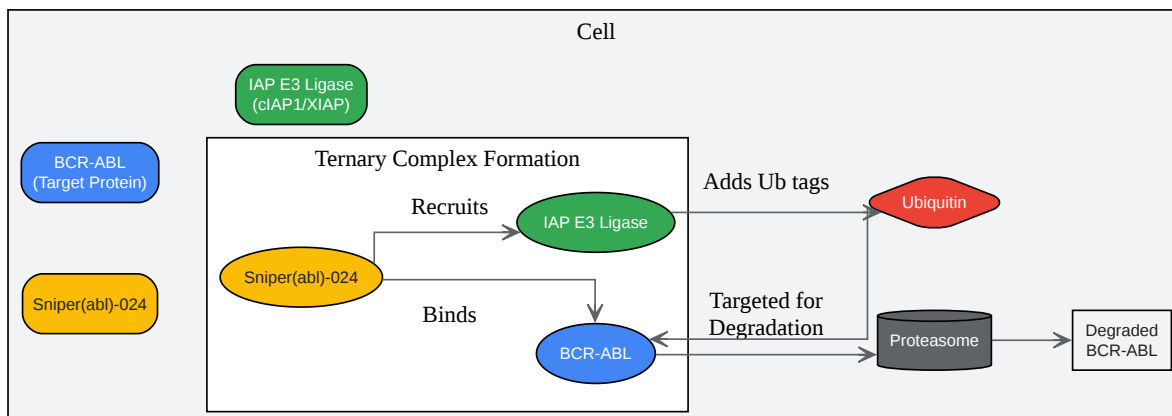 Cell
IAP E3 Ligase
(cIAP1/XIAP)
BCR-ABL
(Target Protein)
Sniper(abl)-024
Ternary Complex Formation
Recruits
IAP E3 Ligase
Sniper(abl)-024
Binds
BCR-ABL
Adds Ub tags
Ubiquitin
Targeted for
Degradation
Proteasome
Degraded
BCR-ABL